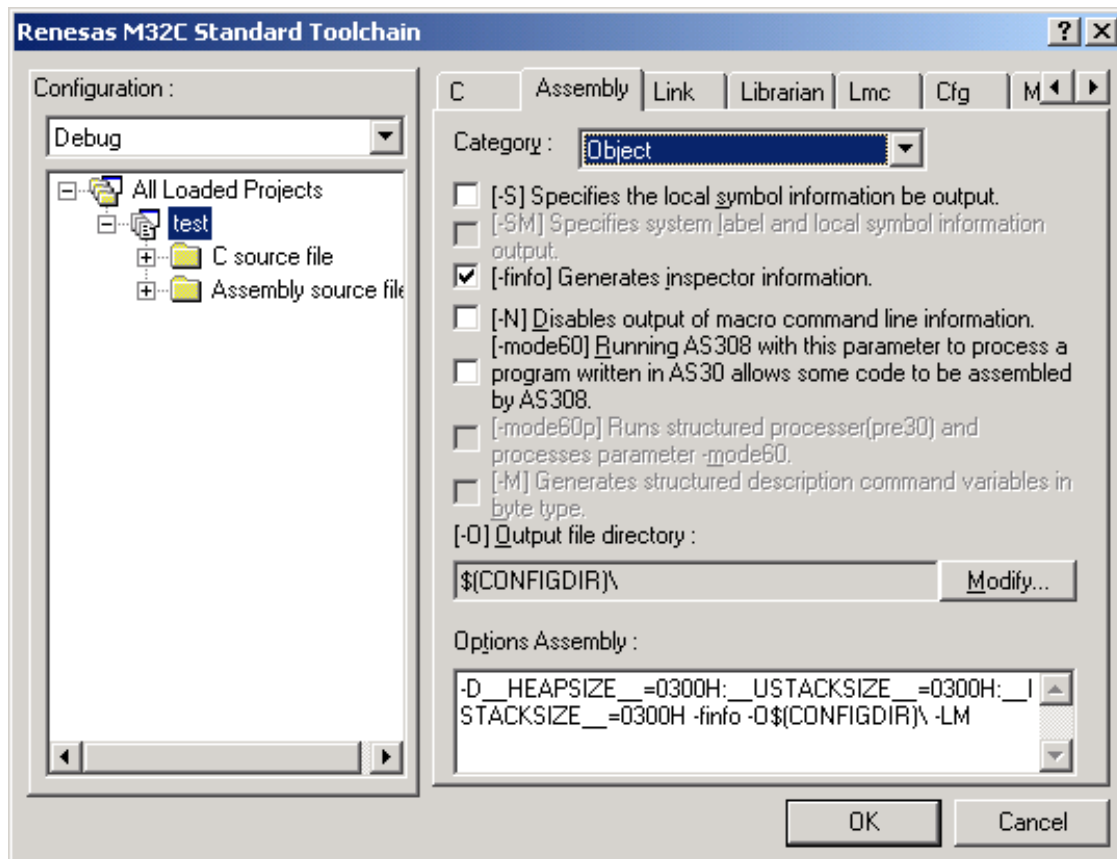 Renesas M32C Standard Toolchain
Configuration :
Debug
All Loaded Projects
test
C source file
Assembly source file
C
Assembly
Link
Librarian
Lmc
Cfg
M
Category :
Object
[-S] Specifies the local symbol information be output.
[-SM] Specifies system label and local symbol information
output.
[-finfo] Generates inspector information.
[-N] Disables output of macro command line information.
[-mode60] Running AS308 with this parameter to process a
program written in AS30 allows some code to be assembled
by AS308.
[-mode60p] Runs structured processer(pre30) and
processes parameter -mode60.
[-M] Generates structured description command variables in
byte type.
[-O] Output file directory :
$(CONFIGDIR)\
Modify...
Options Assembly :
-D__HEAPSIZE__=0300H:__USTACKSIZE__=0300H:__I
STACKSIZE__=0300H -finfo -O$(CONFIGDIR)\ -LM
OK
Cancel